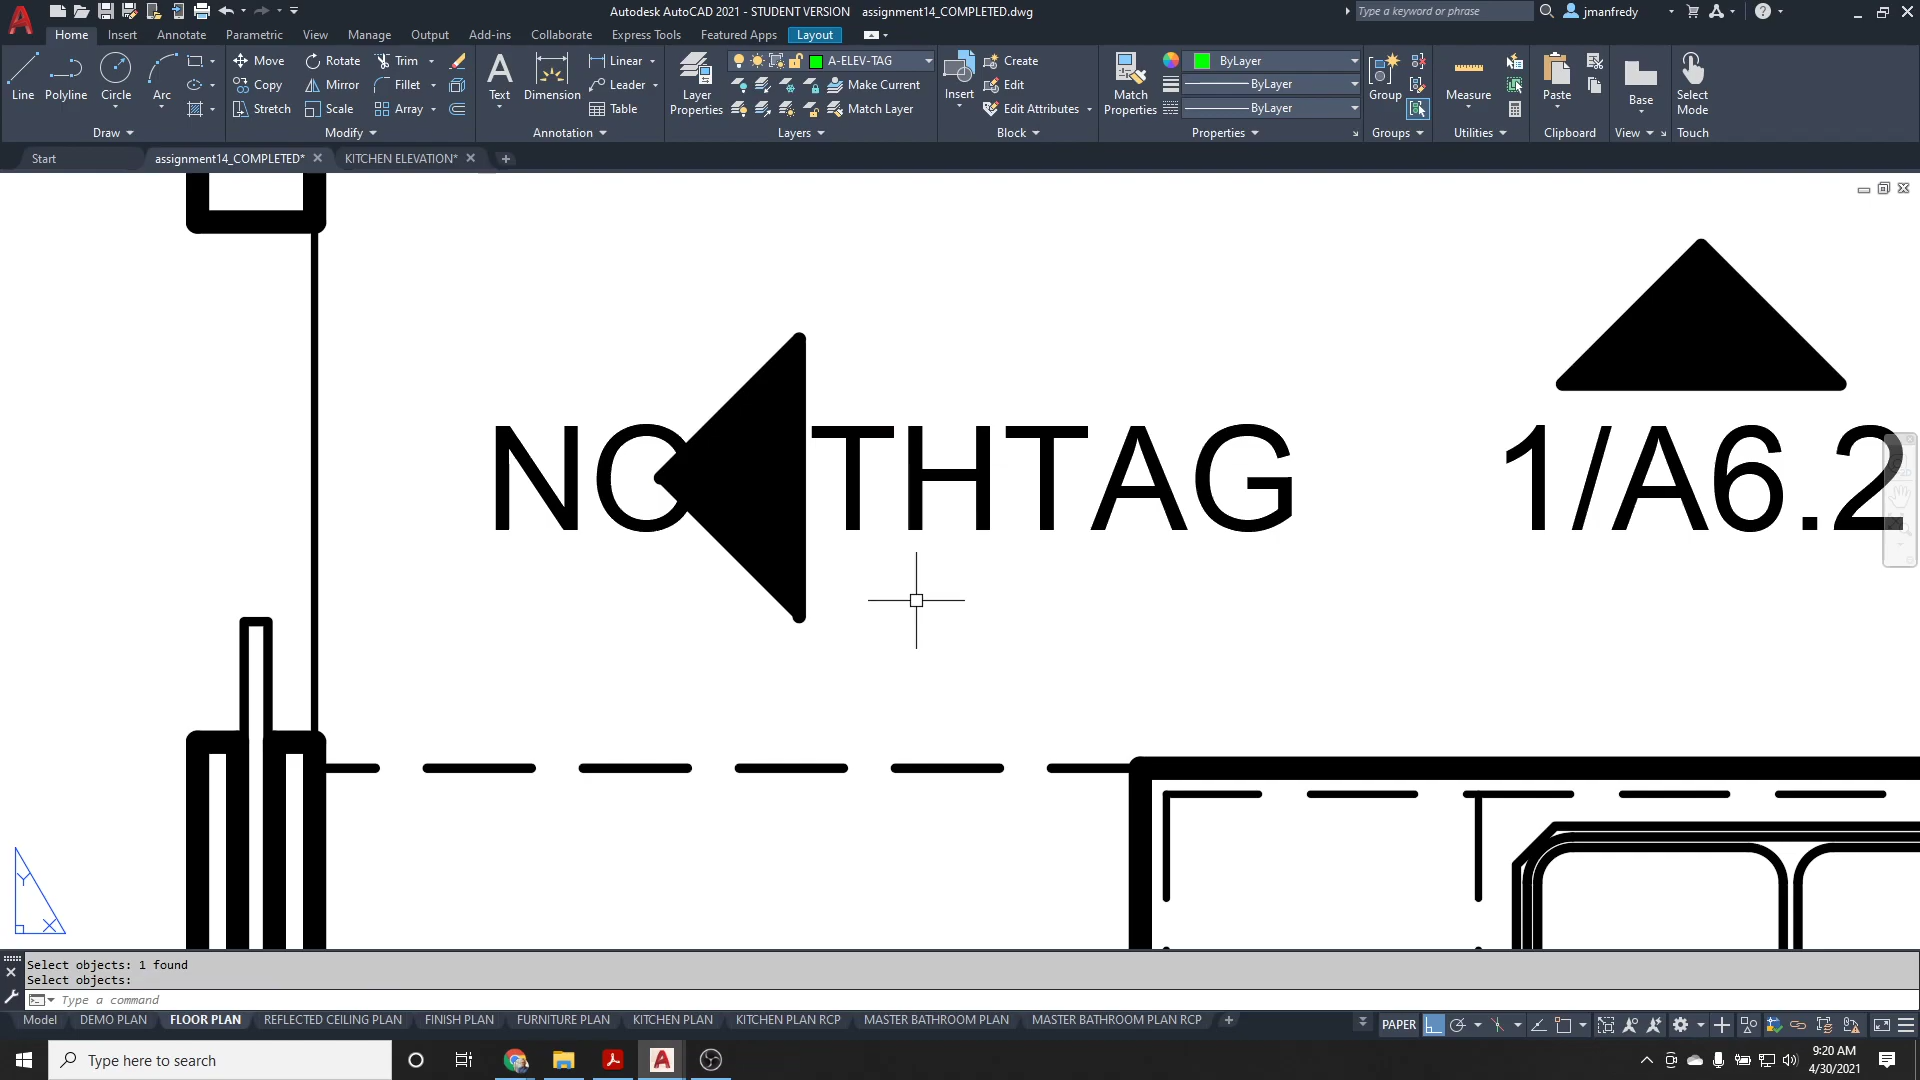 Autodesk AutoCAD 2021 - STUDENT VERSION assignment14_COMPLETED.dwg
Type a keyword or phrase
jmanfredy
Home Insert Annotate Parametric View Manage Output Add-ins Collaborate Express Tools Featured Apps Layout
Line Polyline Circle Arc
Move Rotate Trim
Copy Mirror Fillet
Stretch Scale Array
Text Dimension
Linear
Leader
Table
Layer Properties
A-ELEV-TAG
Make Current
Match Layer
Insert
Create
Edit
Edit Attributes
Match Properties
ByLayer
ByLayer
ByLayer
Group
Measure
Paste
Base
Select Mode
Draw Modify Annotation Layers Block Properties Groups Utilities Clipboard View Touch
Start assignment14_COMPLETED* KITCHEN ELEVATION*
NO THTAG 1/A6.2
Y
X
Select objects: 1 found
Select objects:
Type a command
Model DEMO PLAN FLOOR PLAN REFLECTED CEILING PLAN FINISH PLAN FURNITURE PLAN KITCHEN PLAN KITCHEN PLAN RCP MASTER BATHROOM PLAN MASTER BATHROOM PLAN RCP
PAPER
Type here to search
9:20 AM
4/30/2021